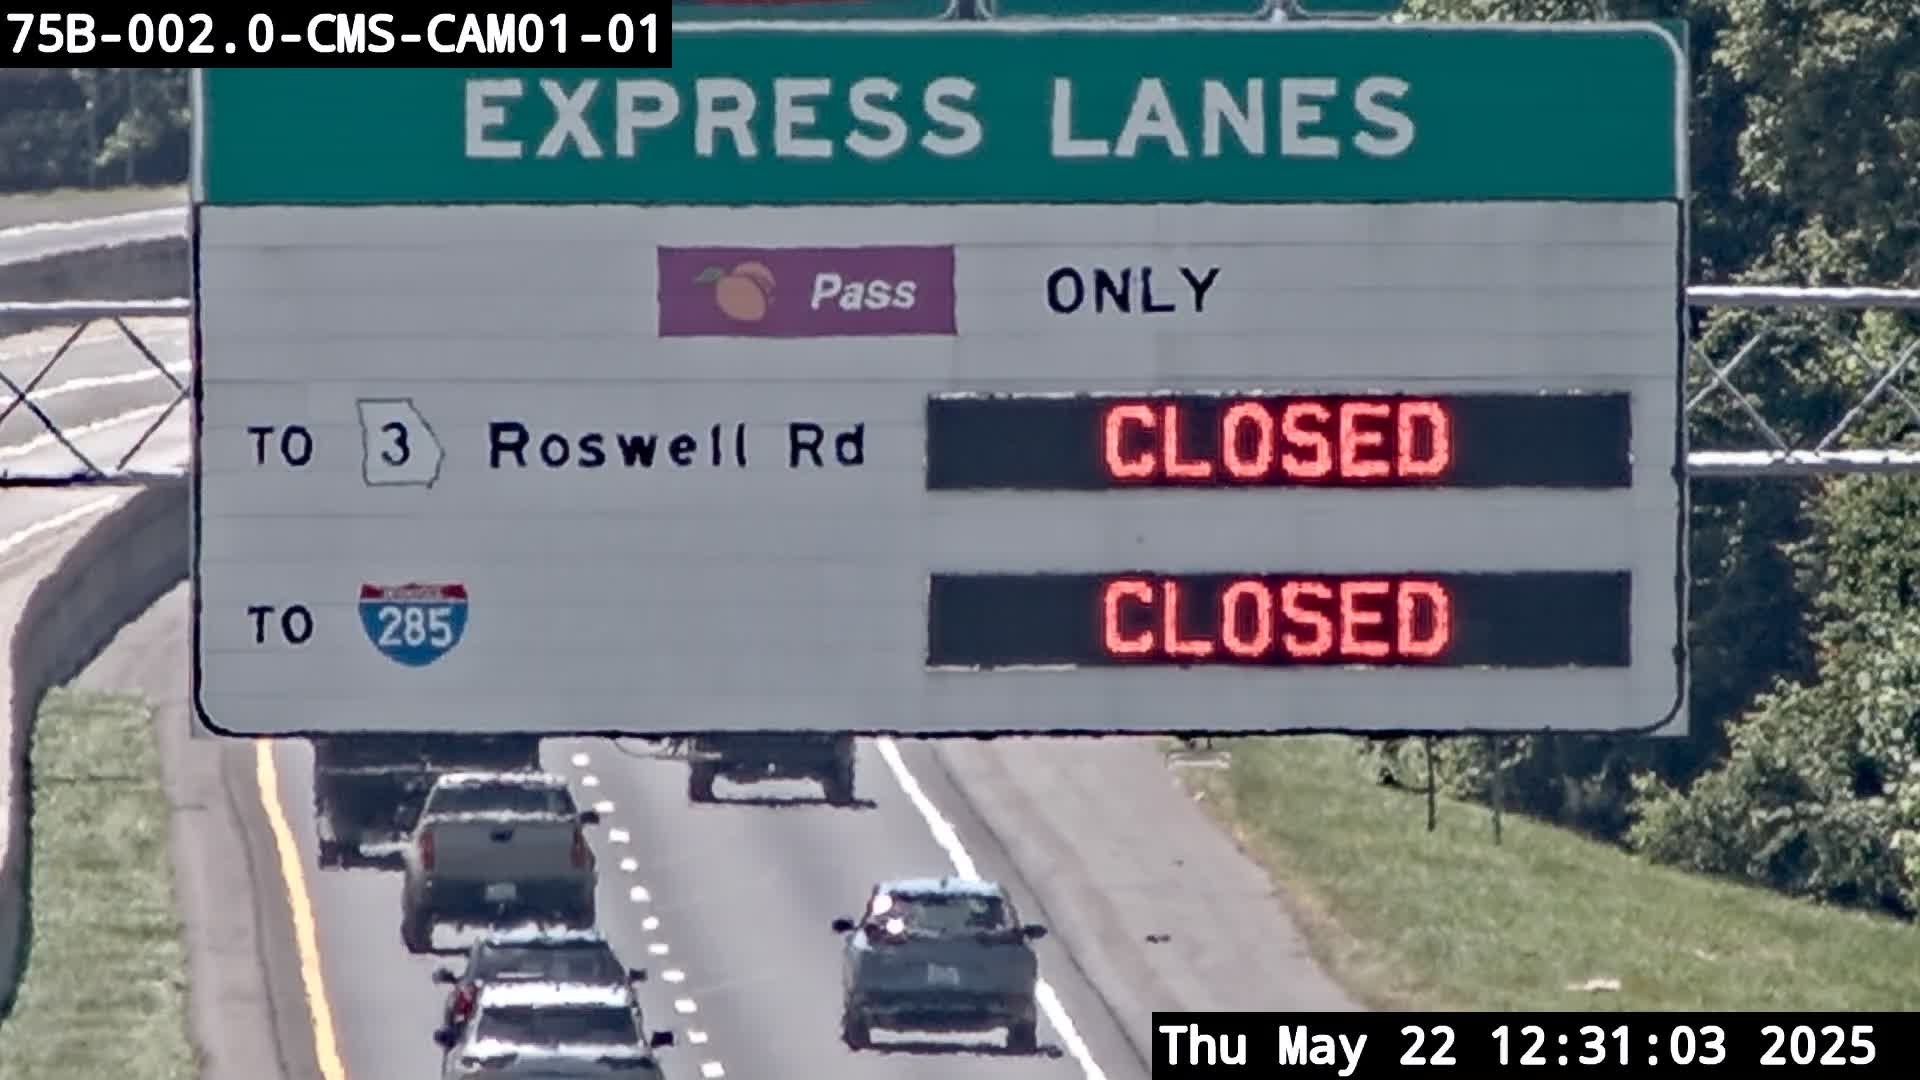 75B-002.0-CMS-CAM01-01
EXPRESS LANES
Pass ONLY
TO 3 Roswell Rd CLOSED
TO 285 CLOSED
Thu May 22 12:31:03 2025